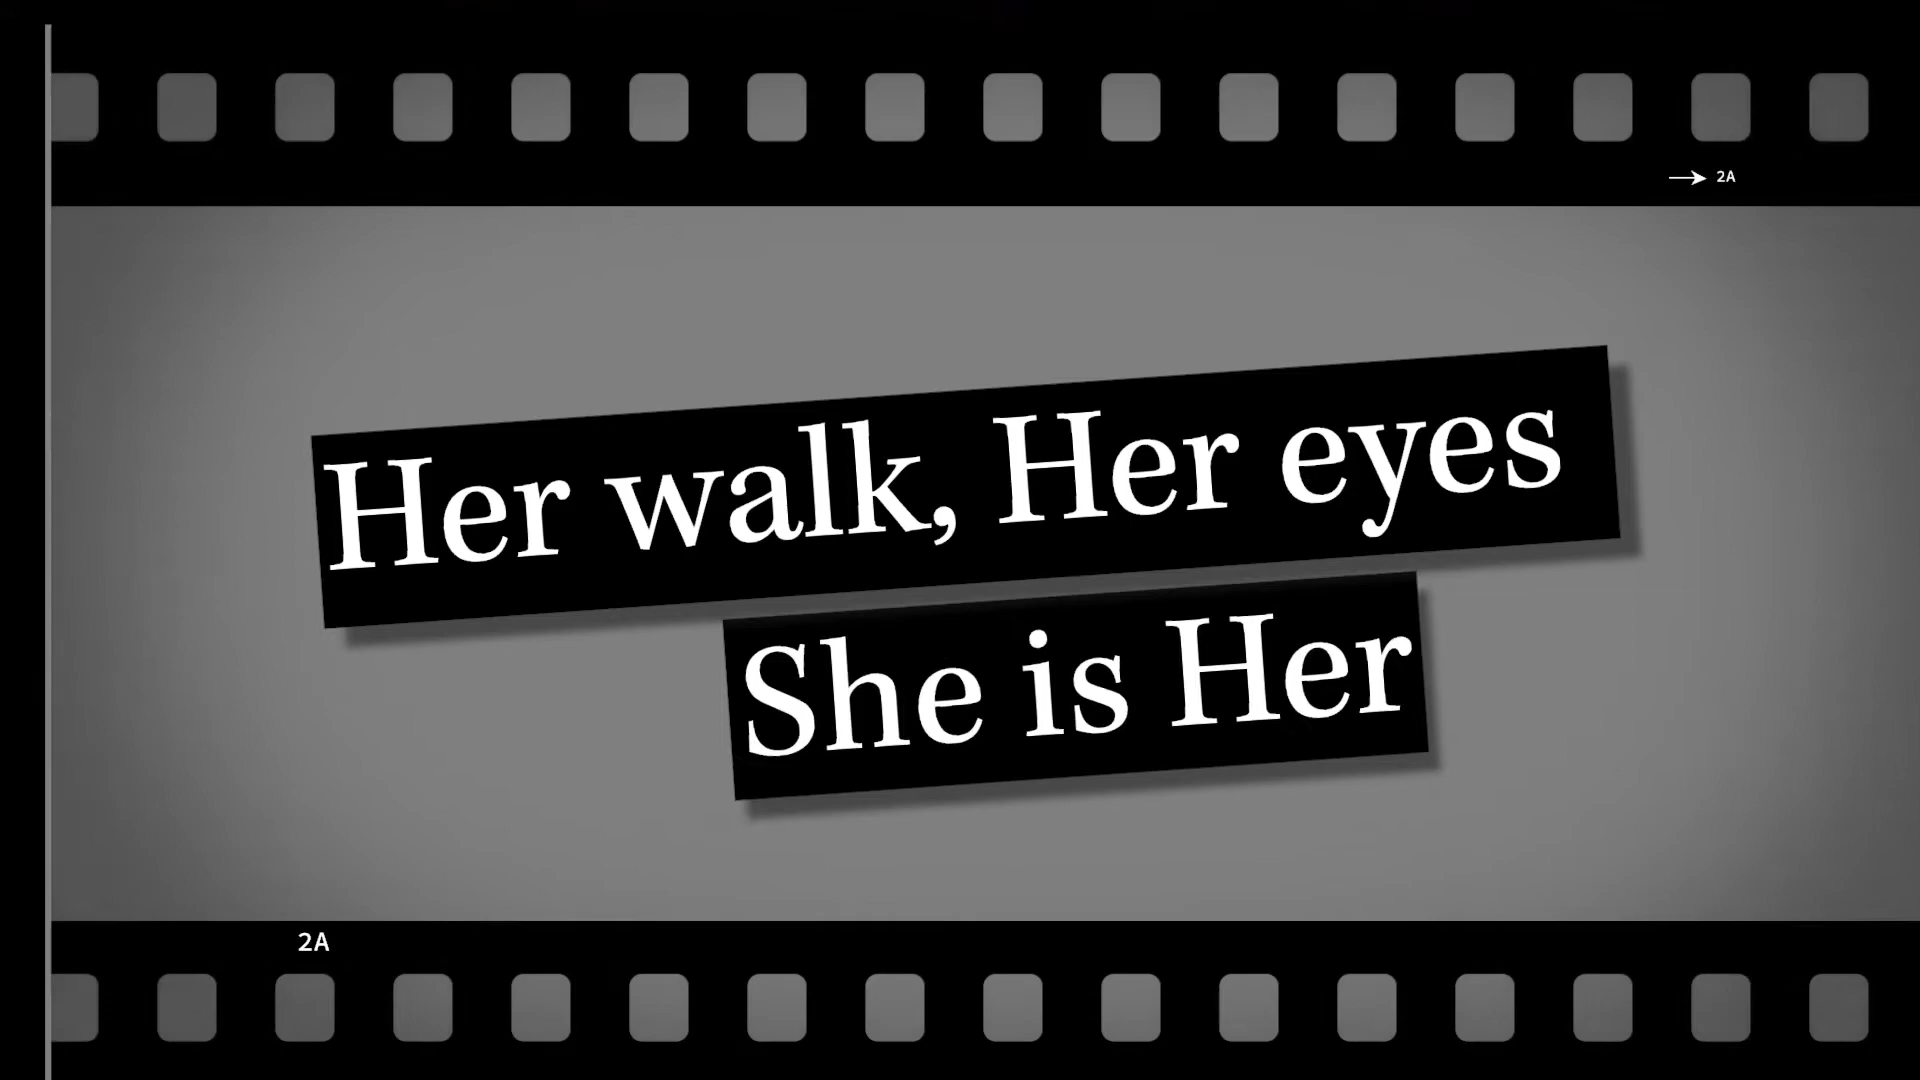 → 2A
Her walk, Her eyes
She is Her
2A